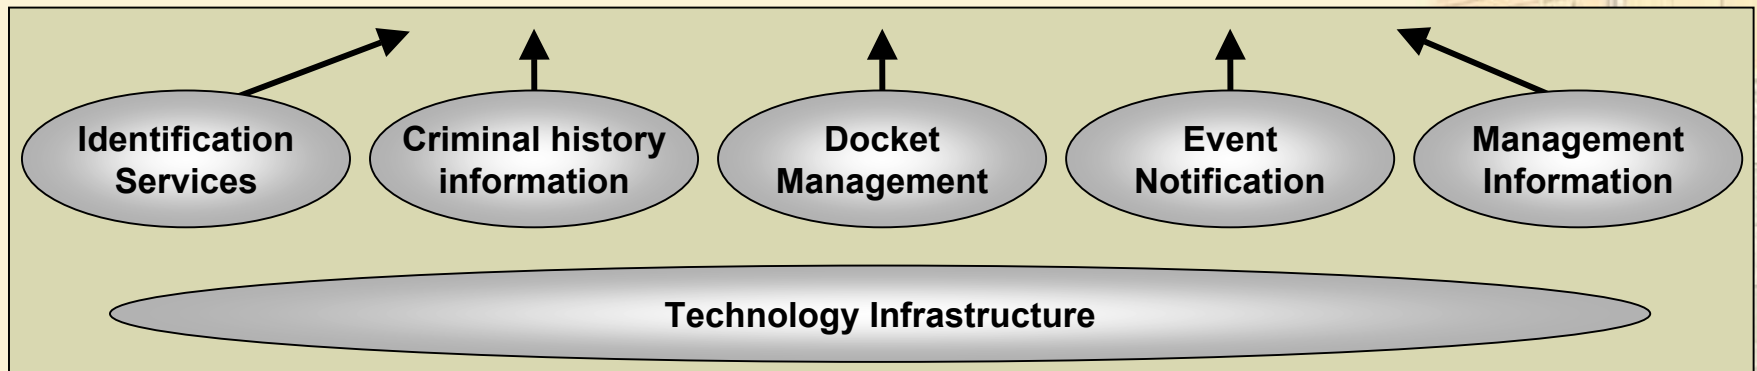 Identification
Services
Criminal history
information
Docket
Management
Event
Notification
Management
Information
Technology Infrastructure